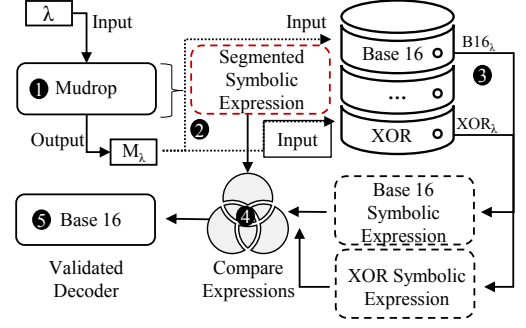 λ
Input
Input
1 Mudrop
Segmented
Symbolic
Expression
Base 16
B16λ
3
...
Output
2
Mλ
Input
XOR
XORλ
5 Base 16
4
Base 16
Symbolic
Expression
Validated
Decoder
Compare
Expressions
XOR Symbolic
Expression